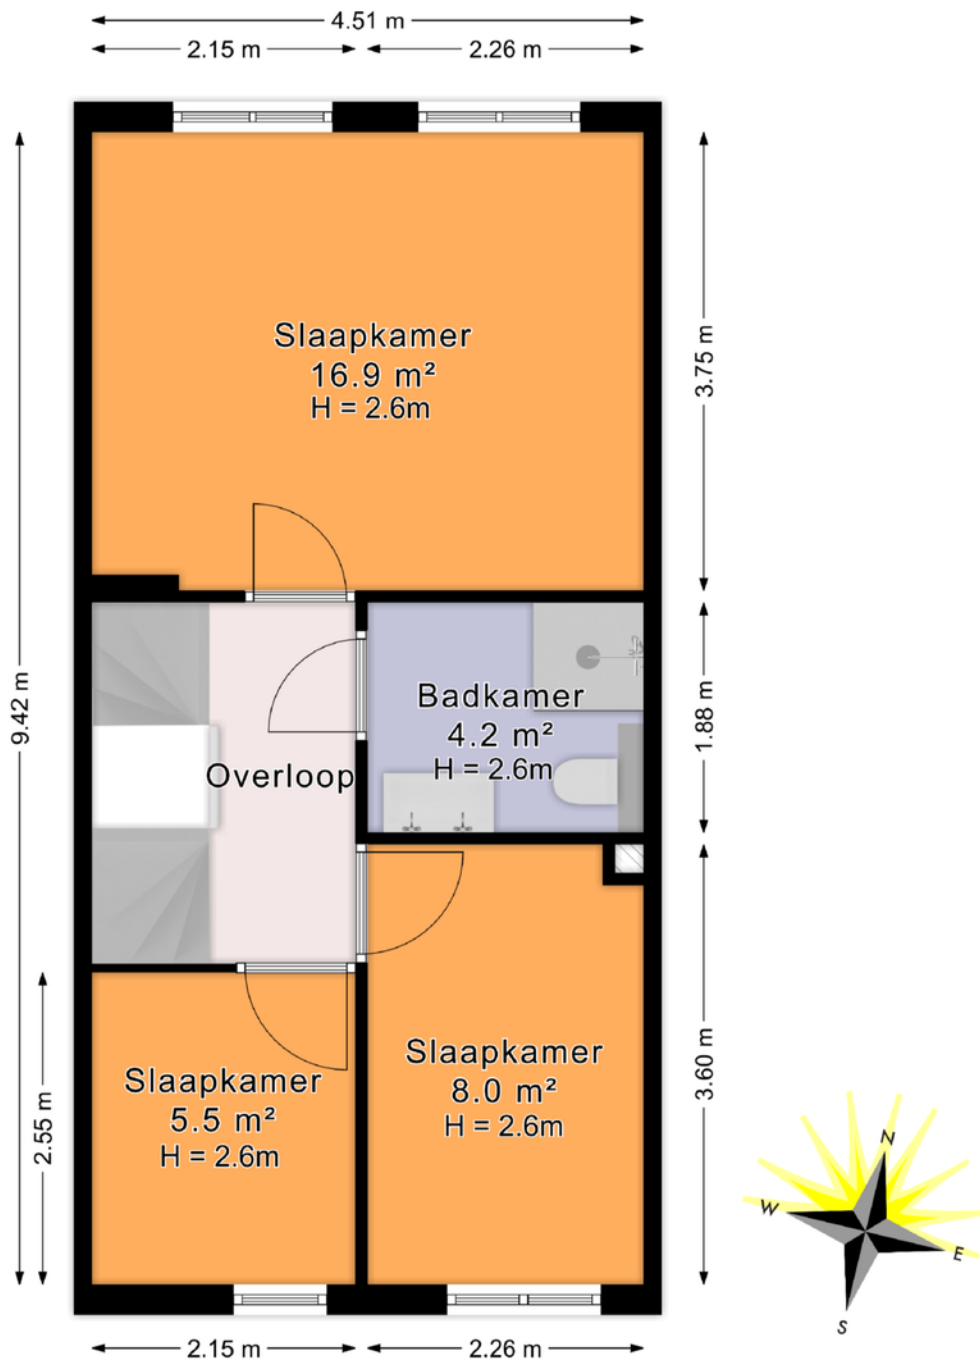 4.51 m
2.15 m
2.26 m
Slaapkamer
16.9 m²
H = 2.6m
3.75 m
9.42 m
Badkamer
4.2 m²
H = 2.6m
1.88 m
Overloop
Slaapkamer
8.0 m²
H = 2.6m
3.60 m
Slaapkamer
5.5 m²
H = 2.6m
2.55 m
N
W
E
S
2.15 m
2.26 m